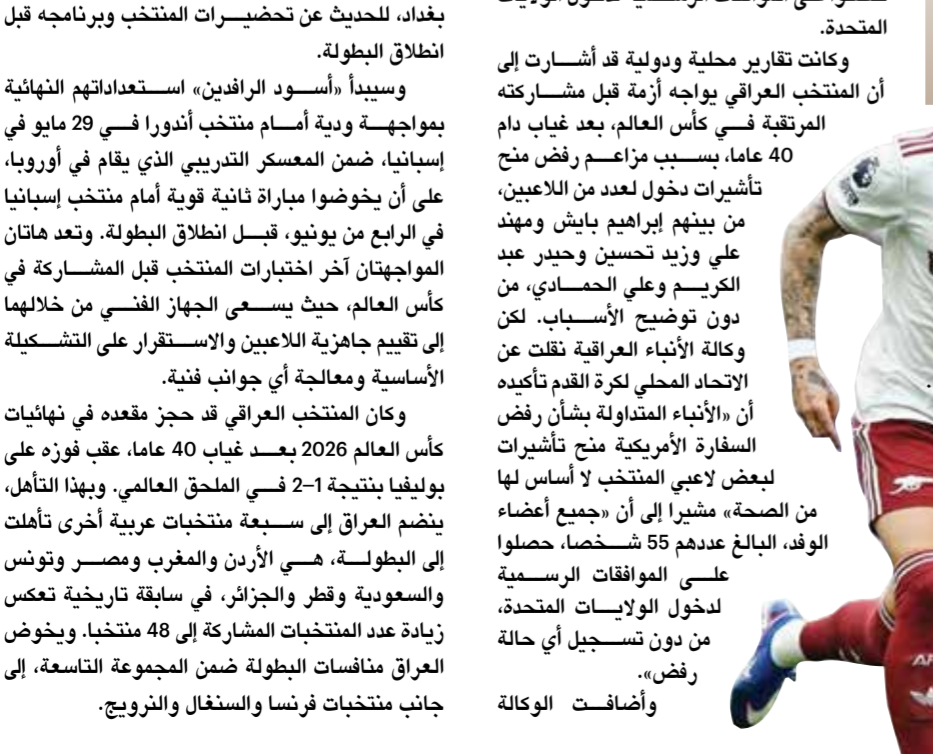 المتحدة.
وكانت تقارير محلية ودولية قد أشارت إلى
أن المنتخب العراقي يواجه أزمة قبل مشاركته
المرتقبة في كأس العالم، بعد غياب دام
40 عاما، بسبب مزاعم رفض منح
تأشيرات دخول لعدد من اللاعبين،
من بينهم إبراهيم بايش ومهند
علي وزيد تحسين وحيدر عبد
الكريم وعلي الحمادي، من
دون توضيح الأسباب. لكن
وكالة الأنباء العراقية نقلت عن
الاتحاد المحلي لكرة القدم تأكيده
أن «الأنباء المتداولة بشأن رفض
السفارة الأمريكية منح تأشيرات
لبعض لاعبي المنتخب لا أساس لها
من الصحة» مشيرا إلى أن «جميع أعضاء
الوفد، البالغ عددهم 55 شخصا، حصلوا
على الموافقات الرسمية
لدخول الولايات المتحدة،
من دون تسجيل أي حالة
رفض».
وأضافت الوكالة
بغداد، للحديث عن تحضيرات المنتخب وبرنامجه قبل
انطلاق البطولة.
وسيبدأ «أسود الرافدين» استعداداتهم النهائية
بمواجهة ودية أمام منتخب أندورا في 29 مايو في
إسبانيا، ضمن المعسكر التدريبي الذي يقام في أوروبا،
على أن يخوضوا مباراة ثانية قوية أمام منتخب إسبانيا
في الرابع من يونيو، قبل انطلاق البطولة. وتعد هاتان
المواجهتان آخر اختبارات المنتخب قبل المشاركة في
كأس العالم، حيث يسعى الجهاز الفني من خلالهما
إلى تقييم جاهزية اللاعبين والاستقرار على التشكيلة
الأساسية ومعالجة أي جوانب فنية.
وكان المنتخب العراقي قد حجز مقعده في نهائيات
كأس العالم 2026 بعد غياب 40 عاما، عقب فوزه على
بوليفيا بنتيجة 1–2 في الملحق العالمي. وبهذا التأهل،
ينضم العراق إلى سبعة منتخبات عربية أخرى تأهلت
إلى البطولة، هي الأردن والمغرب ومصر وتونس
والسعودية وقطر والجزائر، في سابقة تاريخية تعكس
زيادة عدد المنتخبات المشاركة إلى 48 منتخبا. ويخوض
العراق منافسات البطولة ضمن المجموعة التاسعة، إلى
جانب منتخبات فرنسا والسنغال والنرويج.